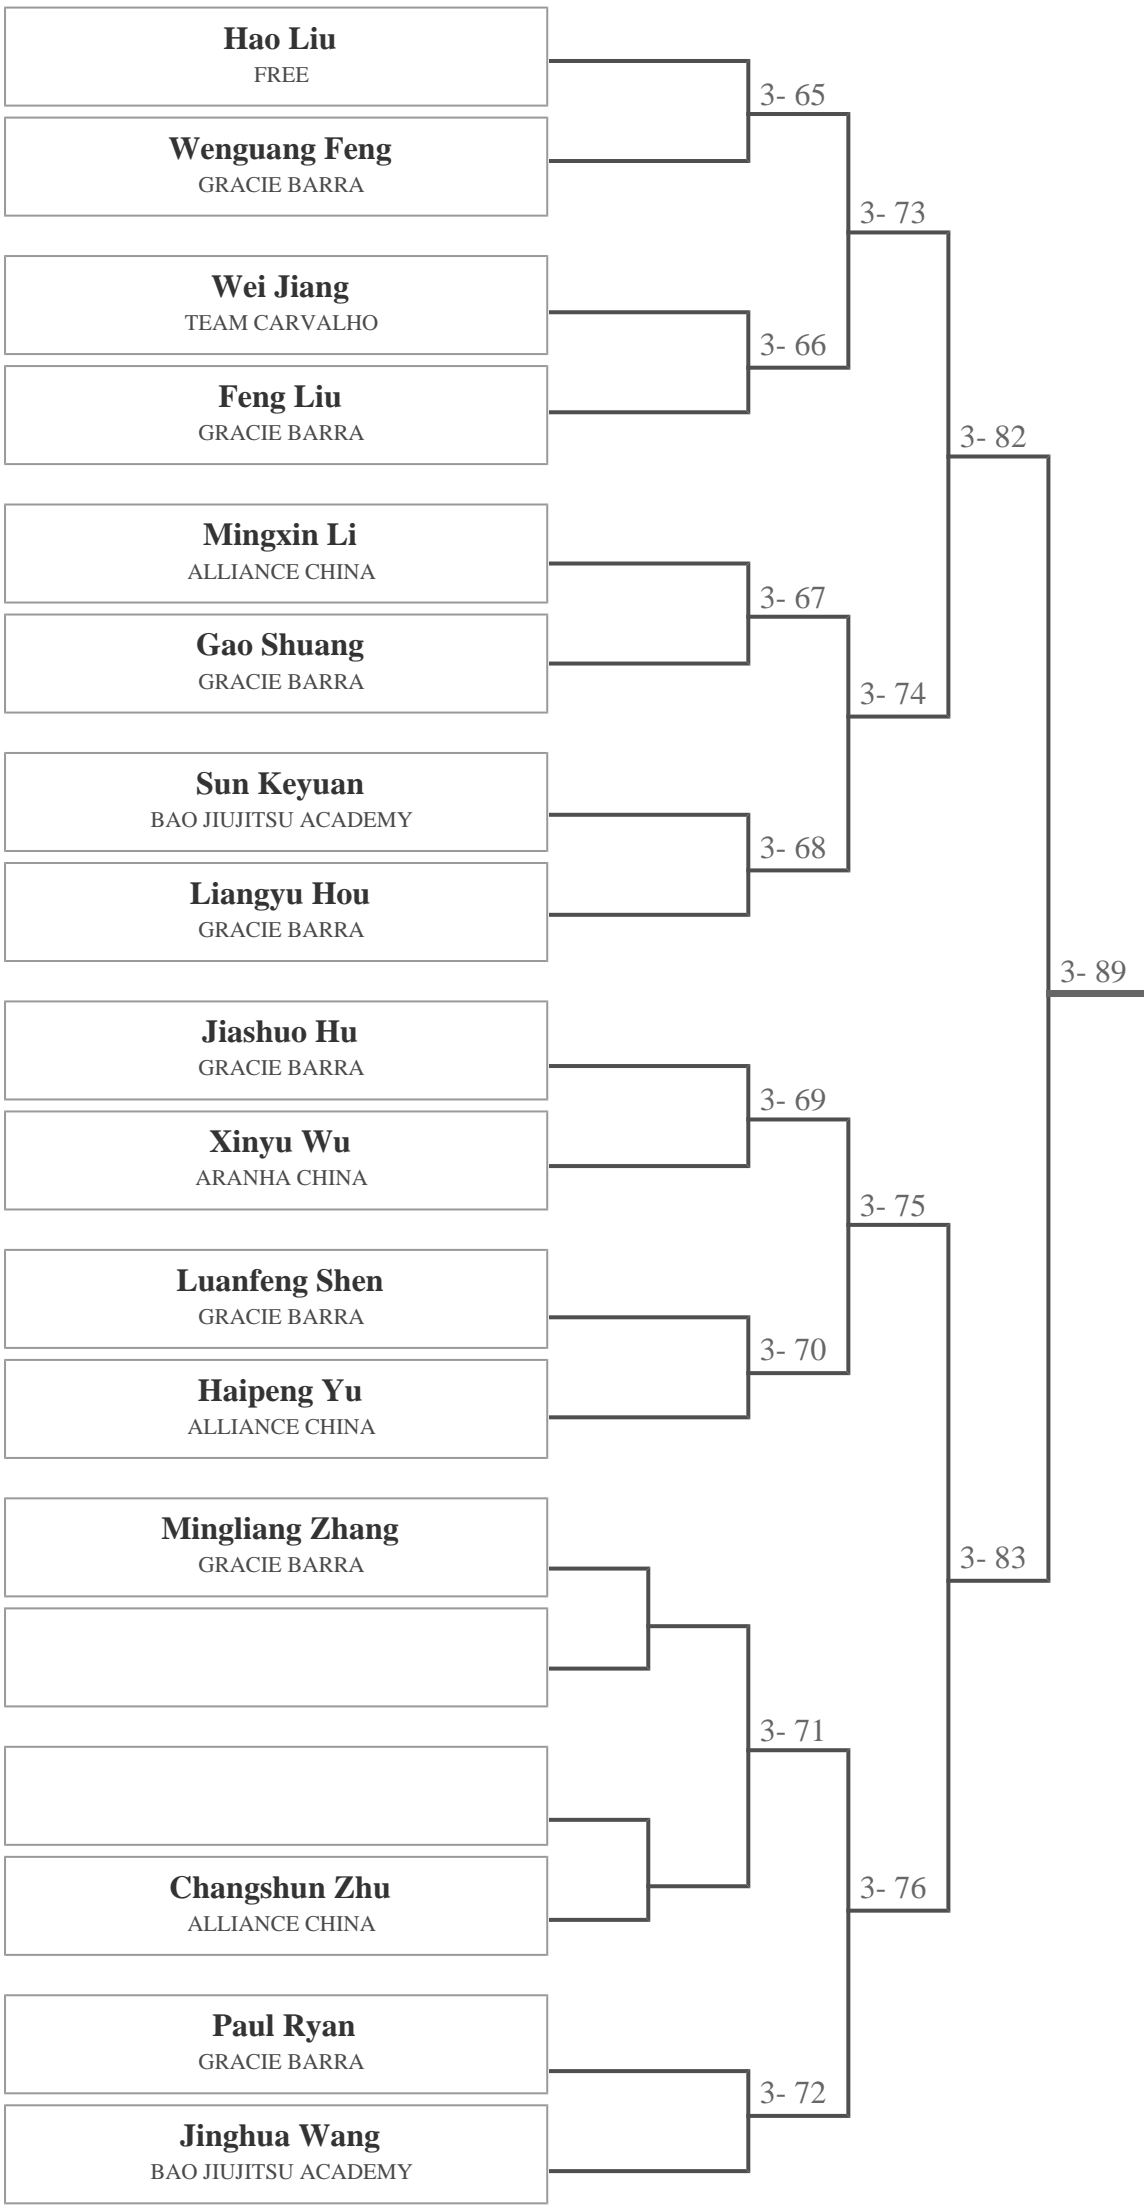 Hao Liu
FREE
3- 65
Wenguang Feng
GRACIE BARRA
3- 73
Wei Jiang
TEAM CARVALHO
3- 66
Feng Liu
GRACIE BARRA
3- 82
Mingxin Li
ALLIANCE CHINA
3- 67
Gao Shuang
GRACIE BARRA
3- 74
Sun Keyuan
BAO JIUJITSU ACADEMY
3- 68
Liangyu Hou
GRACIE BARRA
3- 89
Jiashuo Hu
GRACIE BARRA
3- 69
Xinyu Wu
ARANHA CHINA
3- 75
Luanfeng Shen
GRACIE BARRA
3- 70
Haipeng Yu
ALLIANCE CHINA
Mingliang Zhang
GRACIE BARRA
3- 83
3- 71
Changshun Zhu
ALLIANCE CHINA
3- 76
Paul Ryan
GRACIE BARRA
3- 72
Jinghua Wang
BAO JIUJITSU ACADEMY